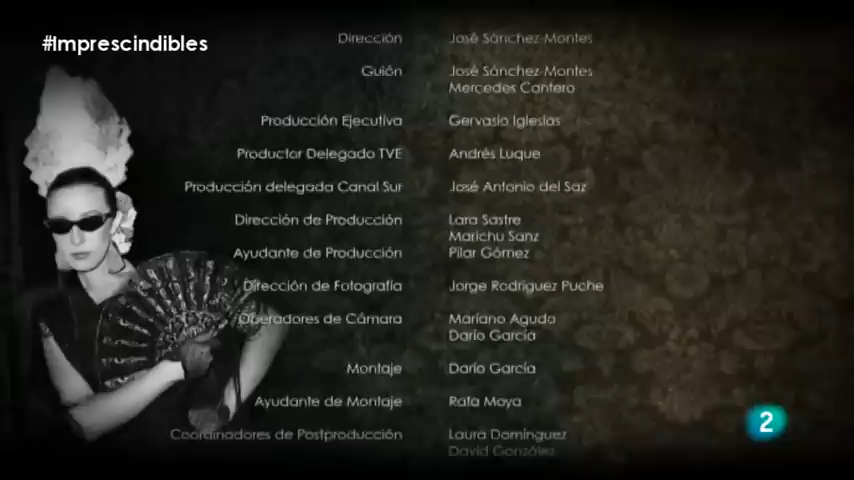 #Imprescindibles
Dirección José Sánchez-Montes
Guión José Sánchez-Montes
Mercedes Cantero
Producción Ejecutiva Gervasio Iglesias
Productor Delegado TVE Andrés Luque
Producción delegada Canal Sur José Antonio del Saz
Dirección de Producción Lara Sastre
Marichu Sanz
Ayudante de Producción Pilar Gómez
Dirección de Fotografía Jorge Rodríguez Puche
Operadores de Cámara Mariano Agudo
Darío García
Montaje Darío García
Ayudante de Montaje Rafa Moya
Coordinadores de Postproducción Laura Domínguez
David González
2